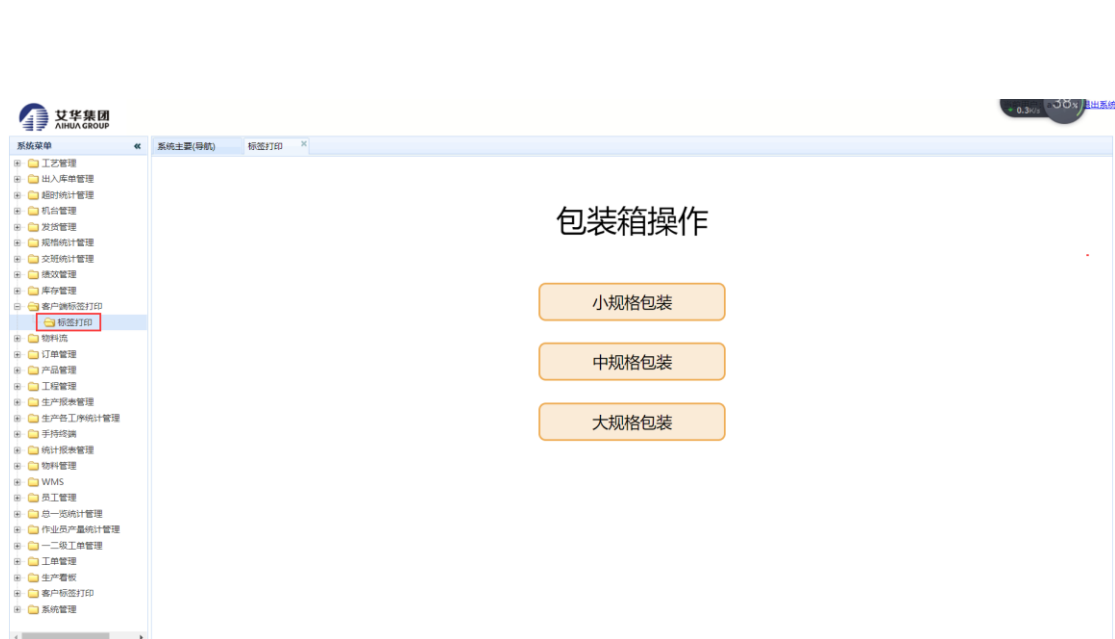 艾华集团
AIHUA GROUP
0.3K/s
38%
退出系统
系统菜单
系统主要(导航)
标签打印
工艺管理
出入库单管理
超时统计管理
机台管理
发货管理
规格统计管理
交班统计管理
绩效管理
库存管理
客户端标签打印
标签打印
物料流
订单管理
产品管理
工程管理
生产报表管理
生产各工序统计管理
手持终端
统计报表管理
物料管理
WMS
员工管理
总一览统计管理
作业员产量统计管理
一二级工单管理
工单管理
生产看板
客户标签打印
系统管理
包装箱操作
小规格包装
中规格包装
大规格包装